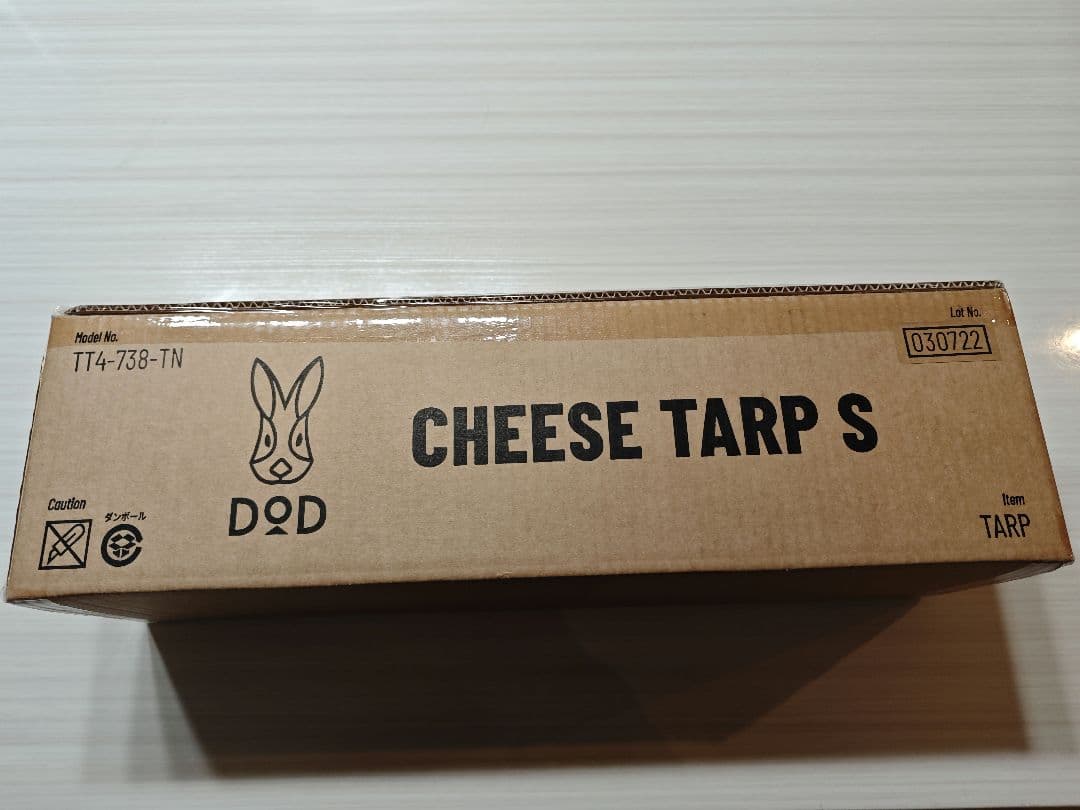 Model No.
TT4-738-TN
Lot No.
030722
DOD
CHEESE TARP S
Caution
ダンボール
Item
TARP